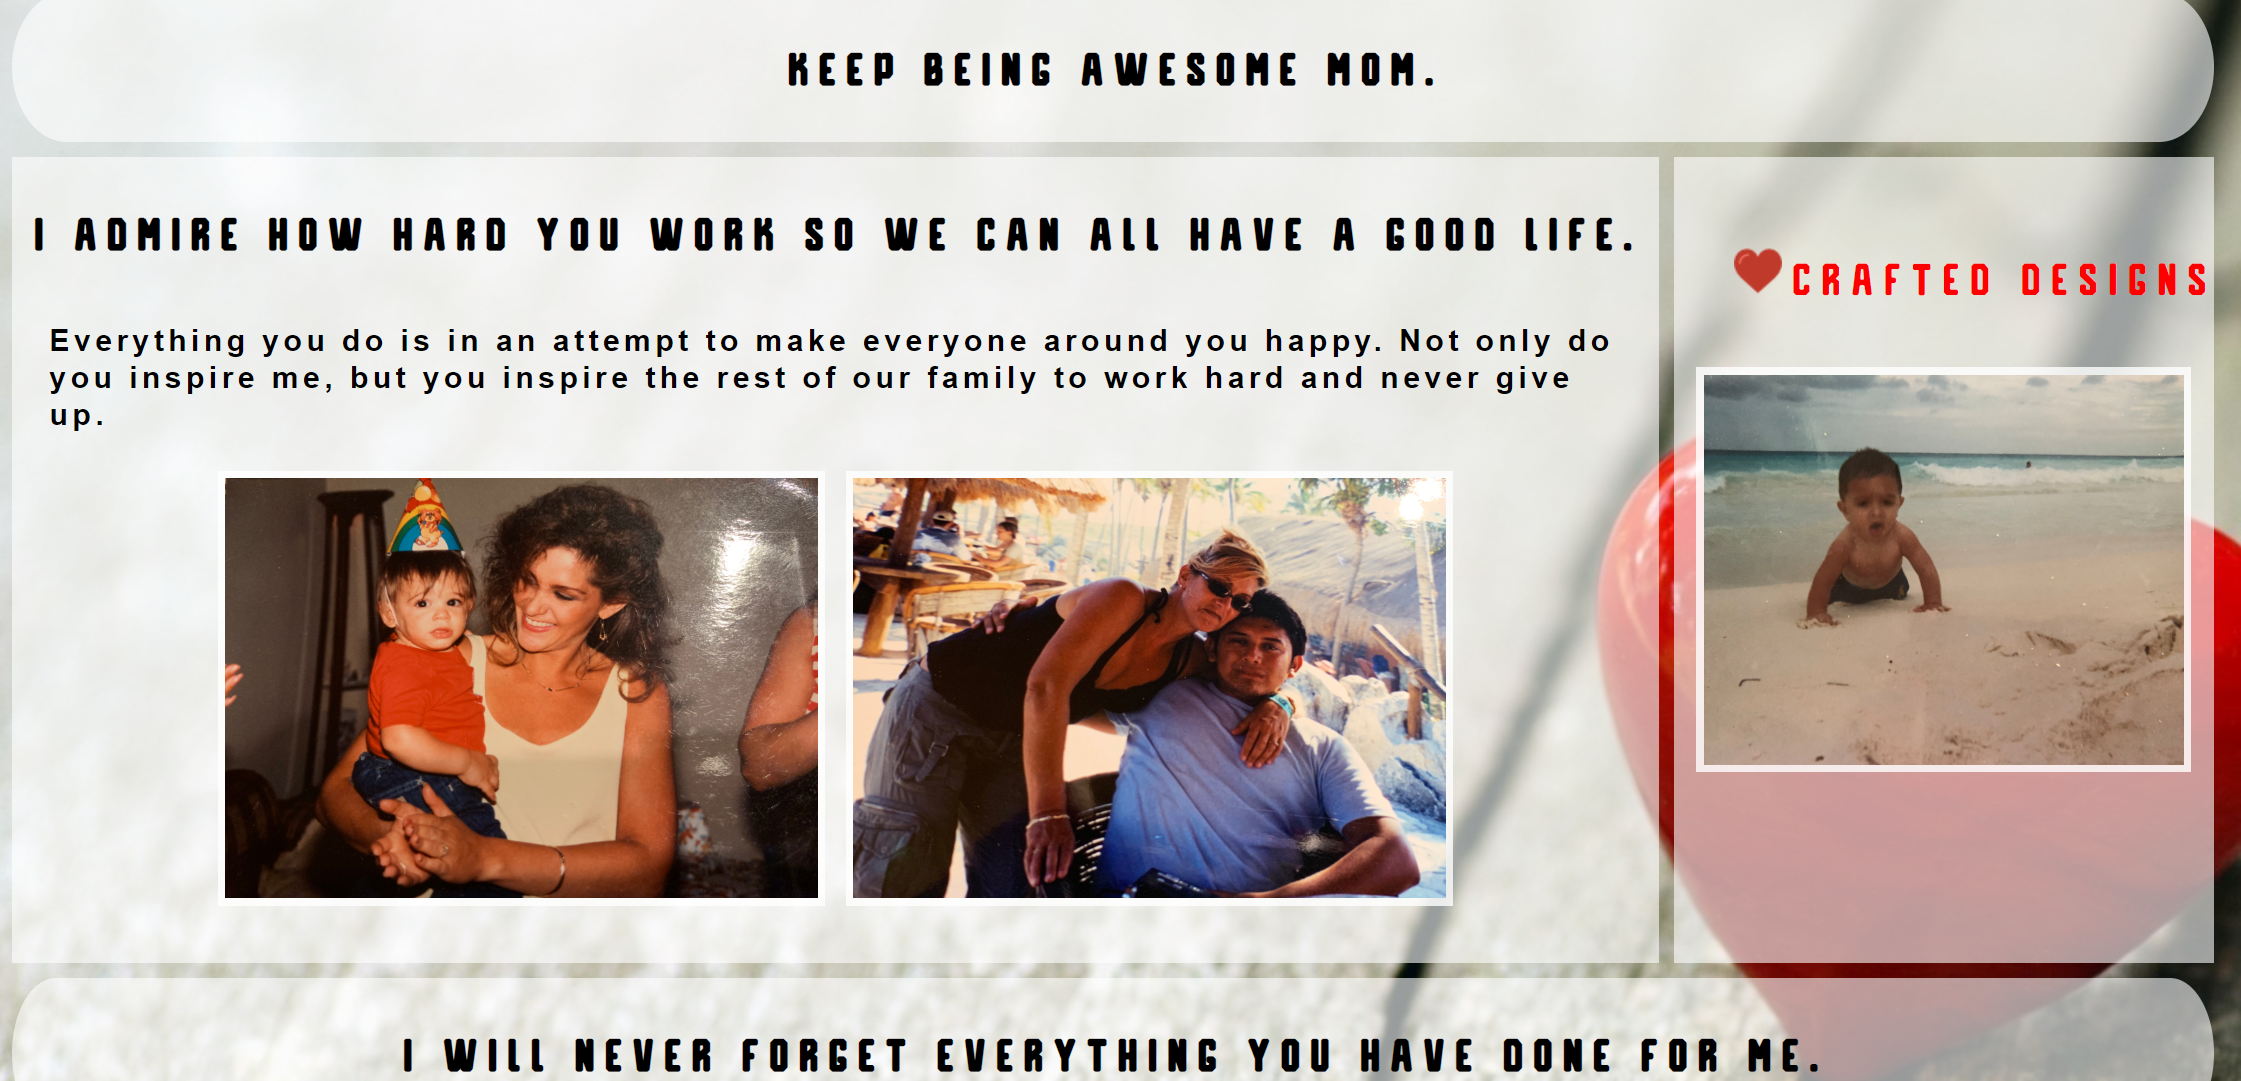 KEEP BEING AWESOME MOM.
I ADMIRE HOW HARD YOU WORK SO WE CAN ALL HAVE A GOOD LIFE.
Everything you do is in an attempt to make everyone around you happy. Not only do
you inspire me, but you inspire the rest of our family to work hard and never give
up.
❤️CRAFTED DESIGNS
I WILL NEVER FORGET EVERYTHING YOU HAVE DONE FOR ME.